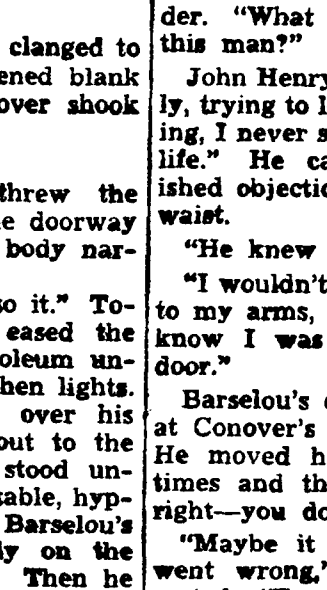 clanged to
ened blank
over shook
threw the
e doorway
body nar-
so it." To-
eased the
oleum un-
hen lights.
over his
out to the
stood un-
table, hyp-
Barselou's
ly on the
Then he
der. "What
this man?"
John Henry
ly, trying to
ing, I never s
life." He ca
ished objectio
waist.
"He knew
"I wouldn't
to my arms,
know I was
door."
Barselou's
at Conover's
He moved h
times and th
right—you do
"Maybe it
went wrong,"